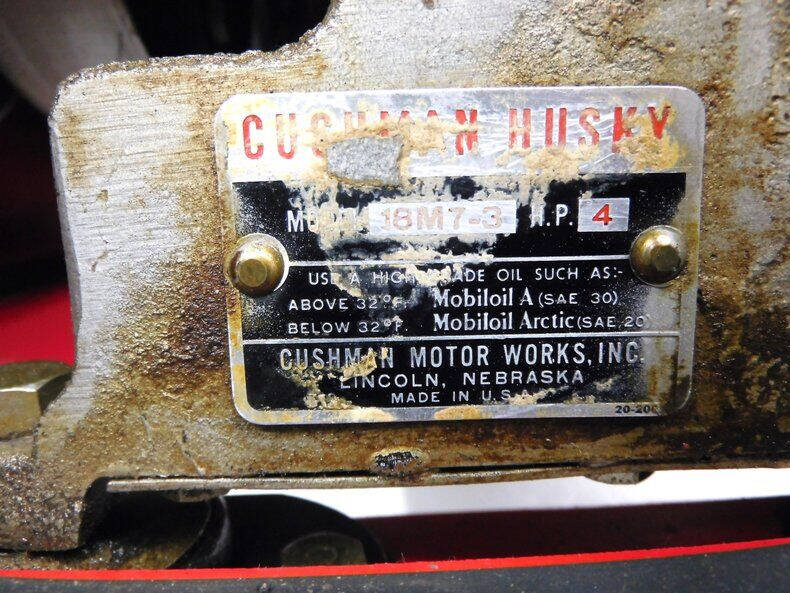 CUSHMAN HUSKY
MODEL 18M7-3 H.P. 4
USE A HIGH GRADE OIL SUCH AS:-
ABOVE 32°F. Mobiloil A (SAE 30)
BELOW 32°F. Mobiloil Arctic (SAE 20)
CUSHMAN MOTOR WORKS, INC.
LINCOLN, NEBRASKA
MADE IN U.S.A.